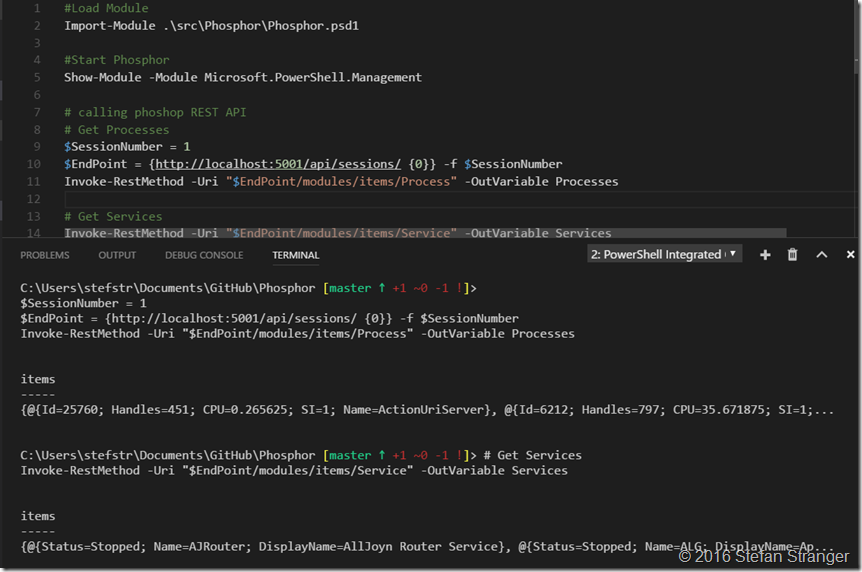 1 #Load Module
2 Import-Module .\src\Phosphor\Phosphor.psd1
3
4 #Start Phosphor
5 Show-Module -Module Microsoft.PowerShell.Management
6
7 # calling phoshop REST API
8 # Get Processes
9 $SessionNumber = 1
10 $EndPoint = {http://localhost:5001/api/sessions/ {0}} -f $SessionNumber
11 Invoke-RestMethod -Uri "$EndPoint/modules/items/Process" -OutVariable Processes
12
13 # Get Services
14 Invoke-RestMethod -Uri "$EndPoint/modules/items/Service" -OutVariable Services
PROBLEMS OUTPUT DEBUG CONSOLE TERMINAL 2: PowerShell Integrated
C:\Users\stefstr\Documents\GitHub\Phosphor [master ↑ +1 ~0 -1 !]>
$SessionNumber = 1
$EndPoint = {http://localhost:5001/api/sessions/ {0}} -f $SessionNumber
Invoke-RestMethod -Uri "$EndPoint/modules/items/Process" -OutVariable Processes
items
-----
{@{Id=25760; Handles=451; CPU=0.265625; SI=1; Name=ActionUriServer}, @{Id=6212; Handles=797; CPU=35.671875; SI=1;...
C:\Users\stefstr\Documents\GitHub\Phosphor [master ↑ +1 ~0 -1 !]> # Get Services
Invoke-RestMethod -Uri "$EndPoint/modules/items/Service" -OutVariable Services
items
-----
{@{Status=Stopped; Name=AJRouter; DisplayName=AllJoyn Router Service}, @{Status=Stopped; Name=ALG; DisplayName=Ap...
© 2016 Stefan Stranger